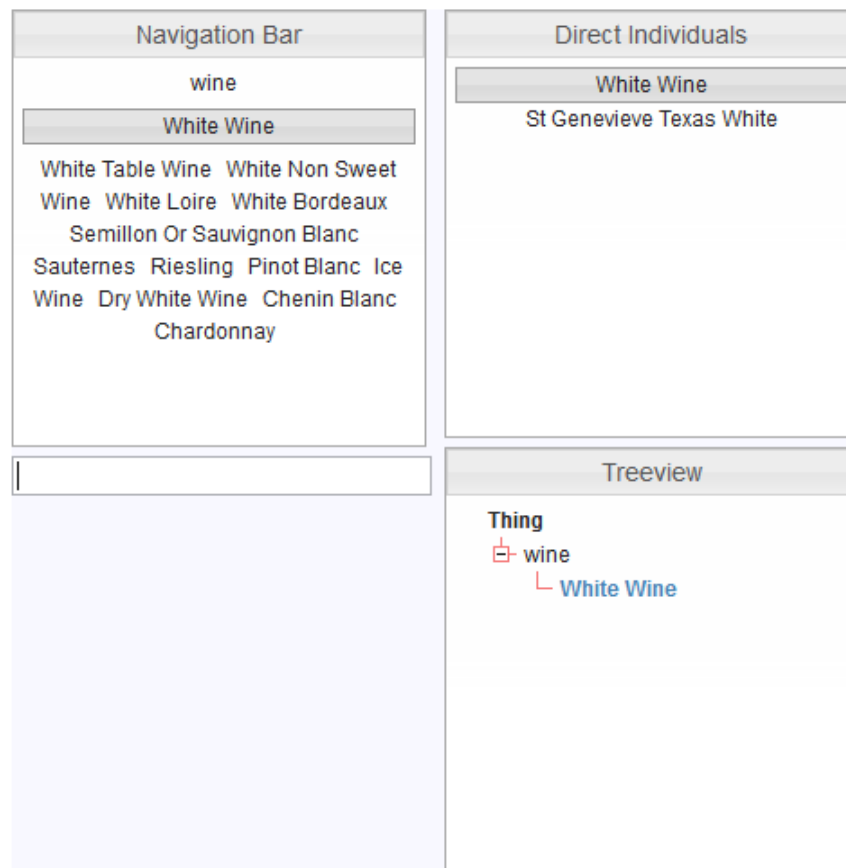 Navigation Bar
wine
White Wine
White Table Wine White Non Sweet
Wine White Loire White Bordeaux
Semillon Or Sauvignon Blanc
Sauternes Riesling Pinot Blanc Ice
Wine Dry White Wine Chenin Blanc
Chardonnay
Direct Individuals
White Wine
St Genevieve Texas White
Treeview
Thing
wine
White Wine